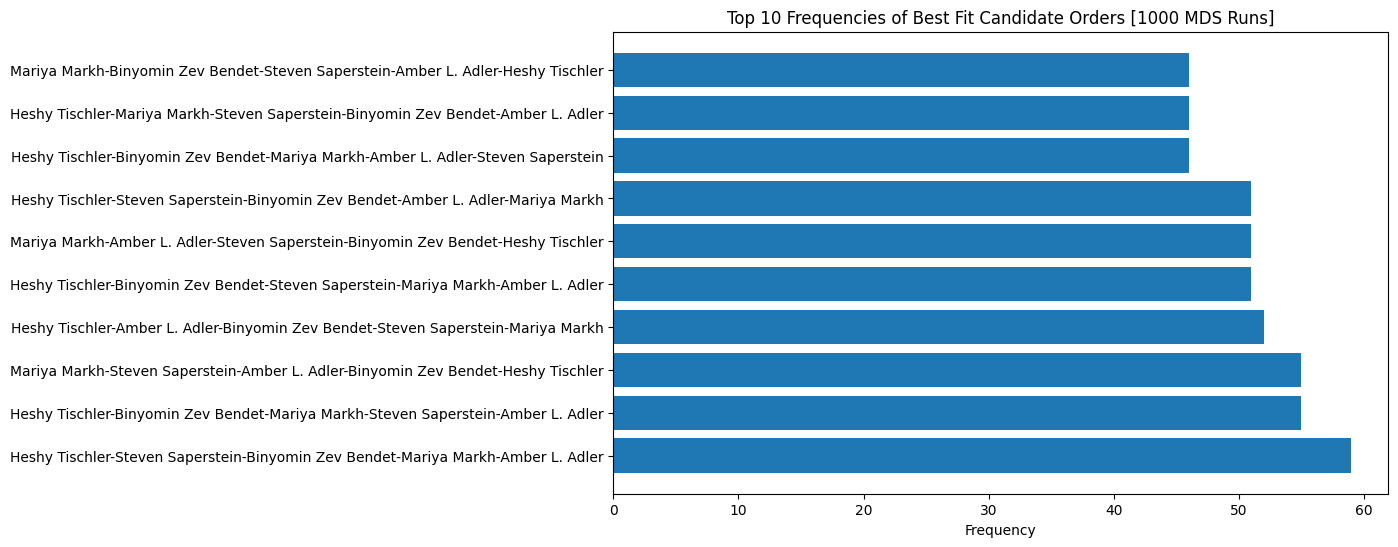 Top 10 Frequencies of Best Fit Candidate Orders [1000 MDS Runs]
Mariya Markh-Binyomin Zev Bendet-Steven Saperstein-Amber L. Adler-Heshy Tischler
Heshy Tischler-Mariya Markh-Steven Saperstein-Binyomin Zev Bendet-Amber L. Adler
Heshy Tischler-Binyomin Zev Bendet-Mariya Markh-Amber L. Adler-Steven Saperstein
Heshy Tischler-Steven Saperstein-Binyomin Zev Bendet-Amber L. Adler-Mariya Markh
Mariya Markh-Amber L. Adler-Steven Saperstein-Binyomin Zev Bendet-Heshy Tischler
Heshy Tischler-Binyomin Zev Bendet-Steven Saperstein-Mariya Markh-Amber L. Adler
Heshy Tischler-Amber L. Adler-Binyomin Zev Bendet-Steven Saperstein-Mariya Markh
Mariya Markh-Steven Saperstein-Amber L. Adler-Binyomin Zev Bendet-Heshy Tischler
Heshy Tischler-Binyomin Zev Bendet-Mariya Markh-Steven Saperstein-Amber L. Adler
Heshy Tischler-Steven Saperstein-Binyomin Zev Bendet-Mariya Markh-Amber L. Adler
0 10 20 30 40 50 60
Frequency